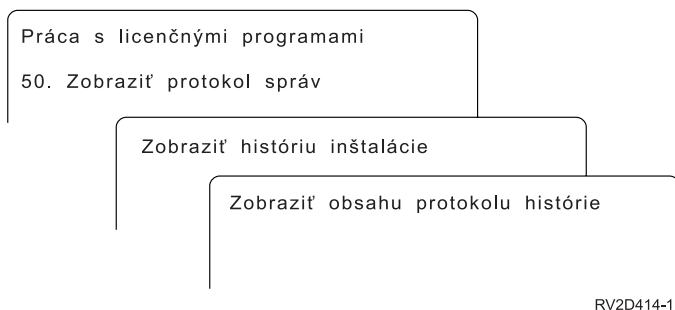 Práca s licenčnými programami
50. Zobraziť protokol správ
Zobraziť históriu inštalácie
Zobraziť obsahu protokolu histórie
RV2D414-1